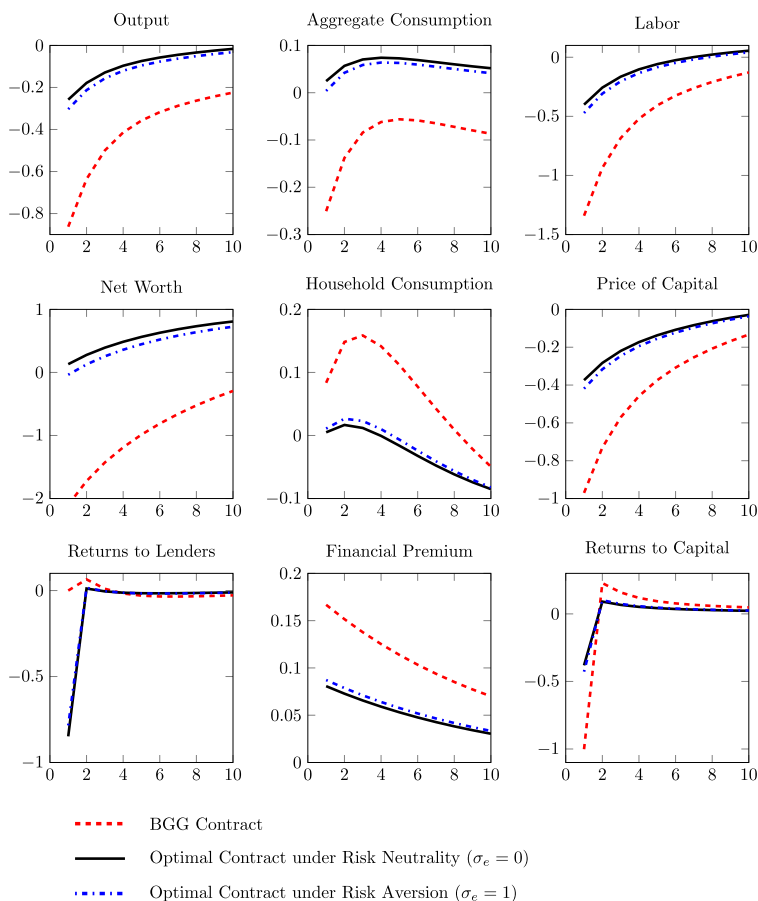 Output
Aggregate Consumption
Labor
0
−0.2
−0.4
−0.6
−0.8
0 2 4 6 8 10
0.1
0
−0.1
−0.2
−0.3
0 2 4 6 8 10
0
−0.5
−1
−1.5
0 2 4 6 8 10
Net Worth
Household Consumption
Price of Capital
1
0
−1
−2
0 2 4 6 8 10
0.2
0.1
0
−0.1
0 2 4 6 8 10
0
−0.2
−0.4
−0.6
−0.8
−1
0 2 4 6 8 10
Returns to Lenders
Financial Premium
Returns to Capital
0
−0.5
−1
0 2 4 6 8 10
0.2
0.15
0.1
0.05
0
0 2 4 6 8 10
0
−0.5
−1
0 2 4 6 8 10
BGG Contract
Optimal Contract under Risk Neutrality (σₑ = 0)
Optimal Contract under Risk Aversion (σₑ = 1)